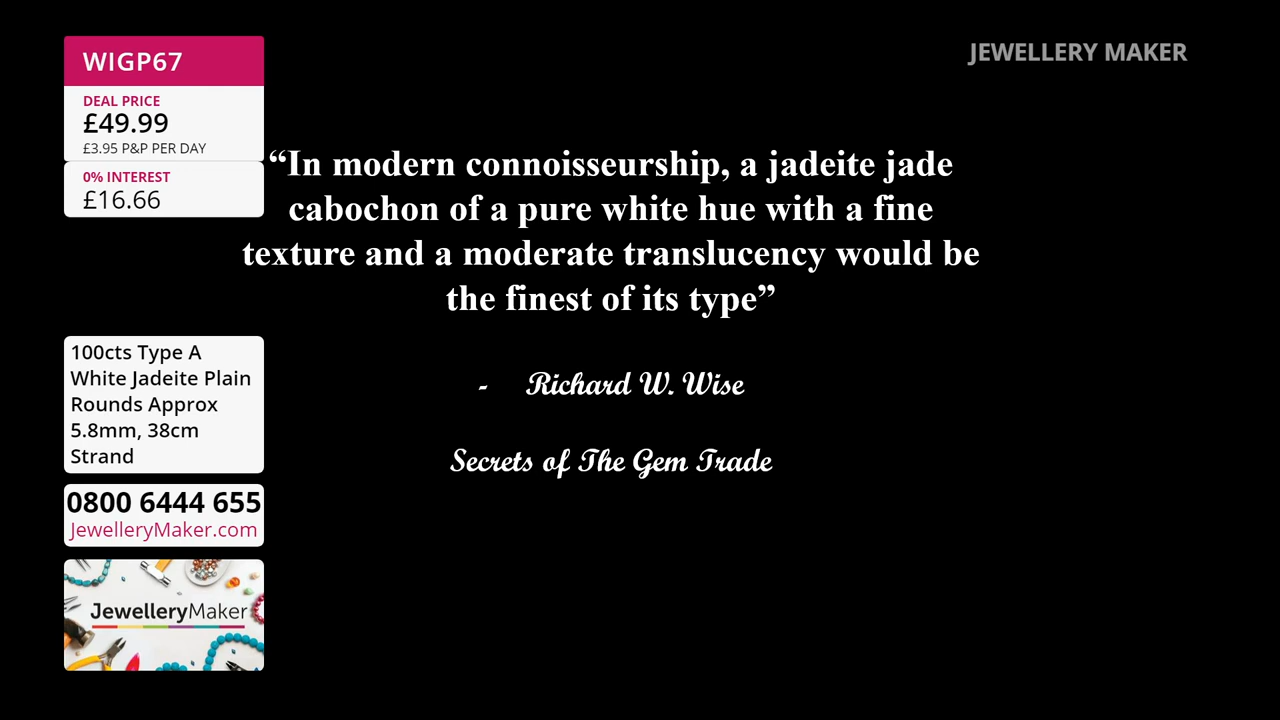 WIGP67
DEAL PRICE
£49.99
£3.95 P&P PER DAY
0% INTEREST
£16.66
JEWELLERY MAKER
“In modern connoisseurship, a jadeite jade
cabochon of a pure white hue with a fine
texture and a moderate translucency would be
the finest of its type”
- Richard W. Wise
Secrets of The Gem Trade
100cts Type A
White Jadeite Plain
Rounds Approx
5.8mm, 38cm
Strand
0800 6444 655
JewelleryMaker.com
JewelleryMaker